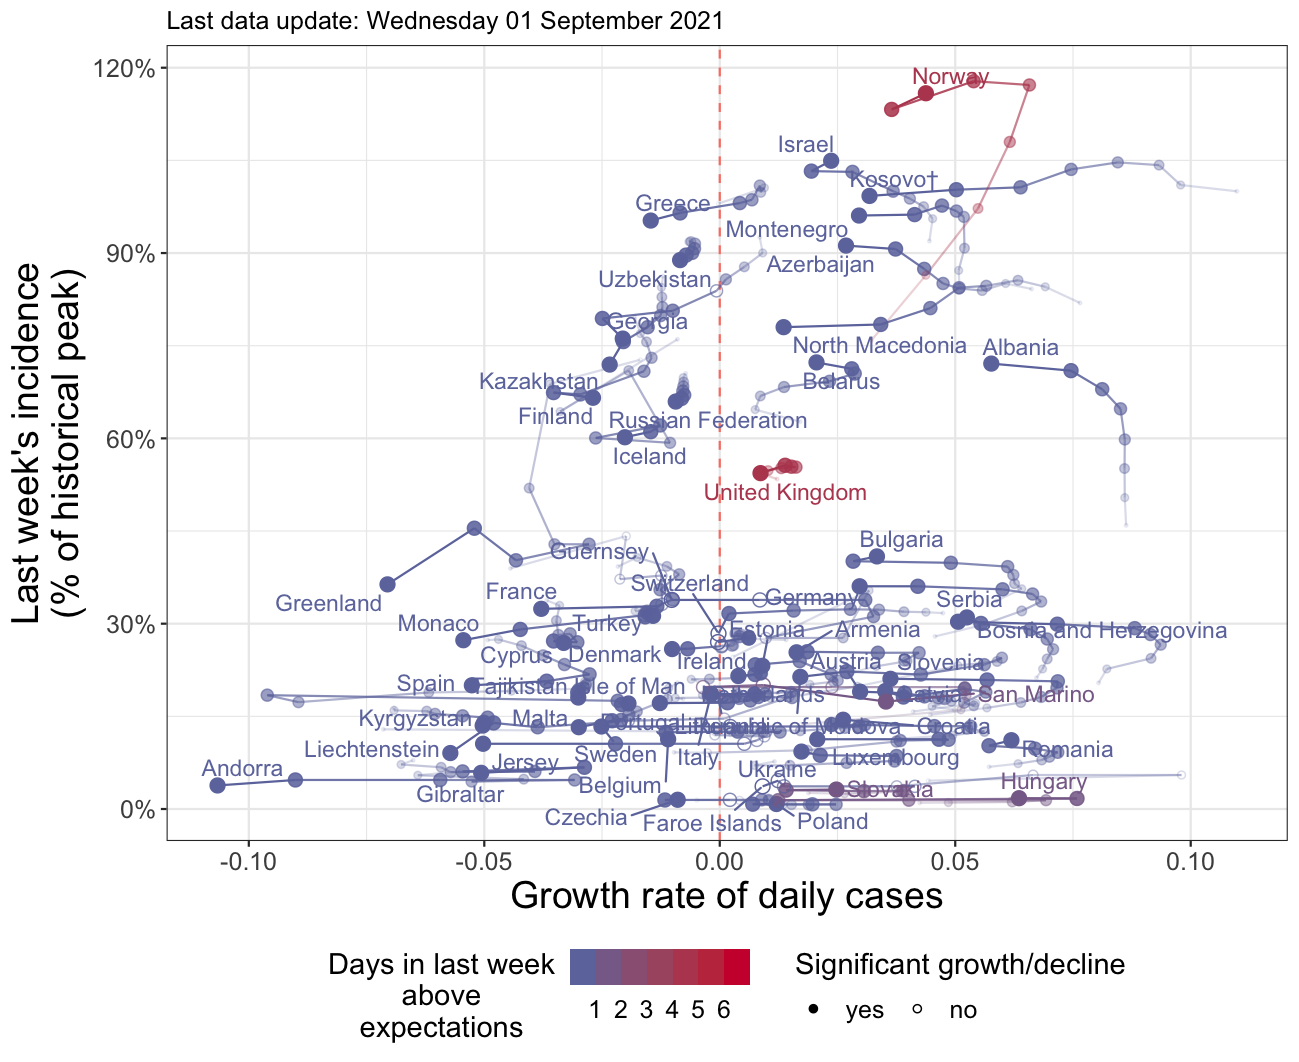 Last data update: Wednesday 01 September 2021
Last week's incidence
(% of historical peak)
120%
90%
60%
30%
0%
Norway
Israel
Kosovo†
Greece
Montenegro
Azerbaijan
Uzbekistan
Georgia
North Macedonia
Albania
Kazakhstan
Belarus
Finland
Russian Federation
Iceland
United Kingdom
Bulgaria
Guernsey
Switzerland
Greenland
France
Germany
Serbia
Monaco
Turkey
Estonia
Armenia
Bosnia and Herzegovina
Cyprus
Denmark
Ireland
Austria
Slovenia
Spain
Tajikistan
Isle of Man
Latvia
San Marino
Kyrgyzstan
Malta
Portugal
Lithuania
Republic of Moldova
Croatia
Liechtenstein
Sweden
Italy
Luxembourg
Romania
Andorra
Jersey
Ukraine
Gibraltar
Belgium
Slovakia
Hungary
Czechia
Faroe Islands
Poland
-0.10
-0.05
0.00
0.05
0.10
Growth rate of daily cases
Days in last week
above
expectations
1 2 3 4 5 6
Significant growth/decline
yes
no